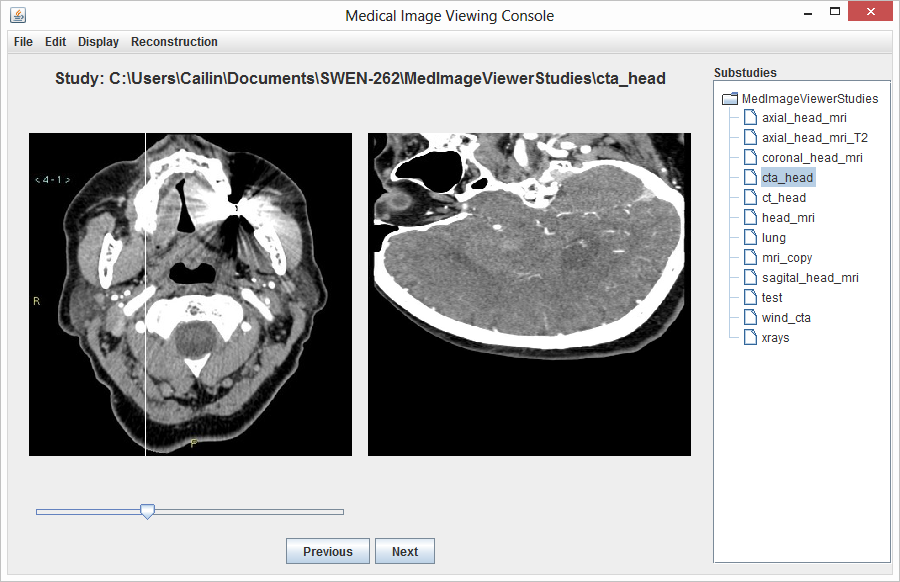 Medical Image Viewing Console
File Edit Display Reconstruction
Study: C:\Users\Cailin\Documents\SWEN-262\MedImageViewerStudies\cta_head
<4-1>
R
F
Previous Next
Substudies
MedImageViewerStudies
axial_head_mri
axial_head_mri_T2
coronal_head_mri
cta_head
ct_head
head_mri
lung
mri_copy
sagital_head_mri
test
wind_cta
xrays